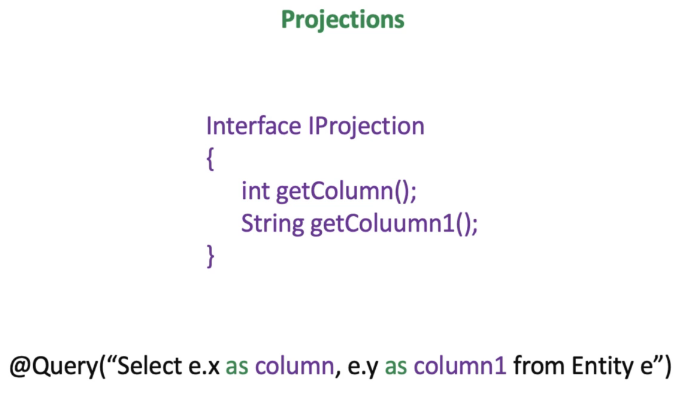 Projections
Interface IProjection
{
int getColumn();
String getColuumn1();
}
@Query(“Select e.x as column, e.y as column1 from Entity e”)